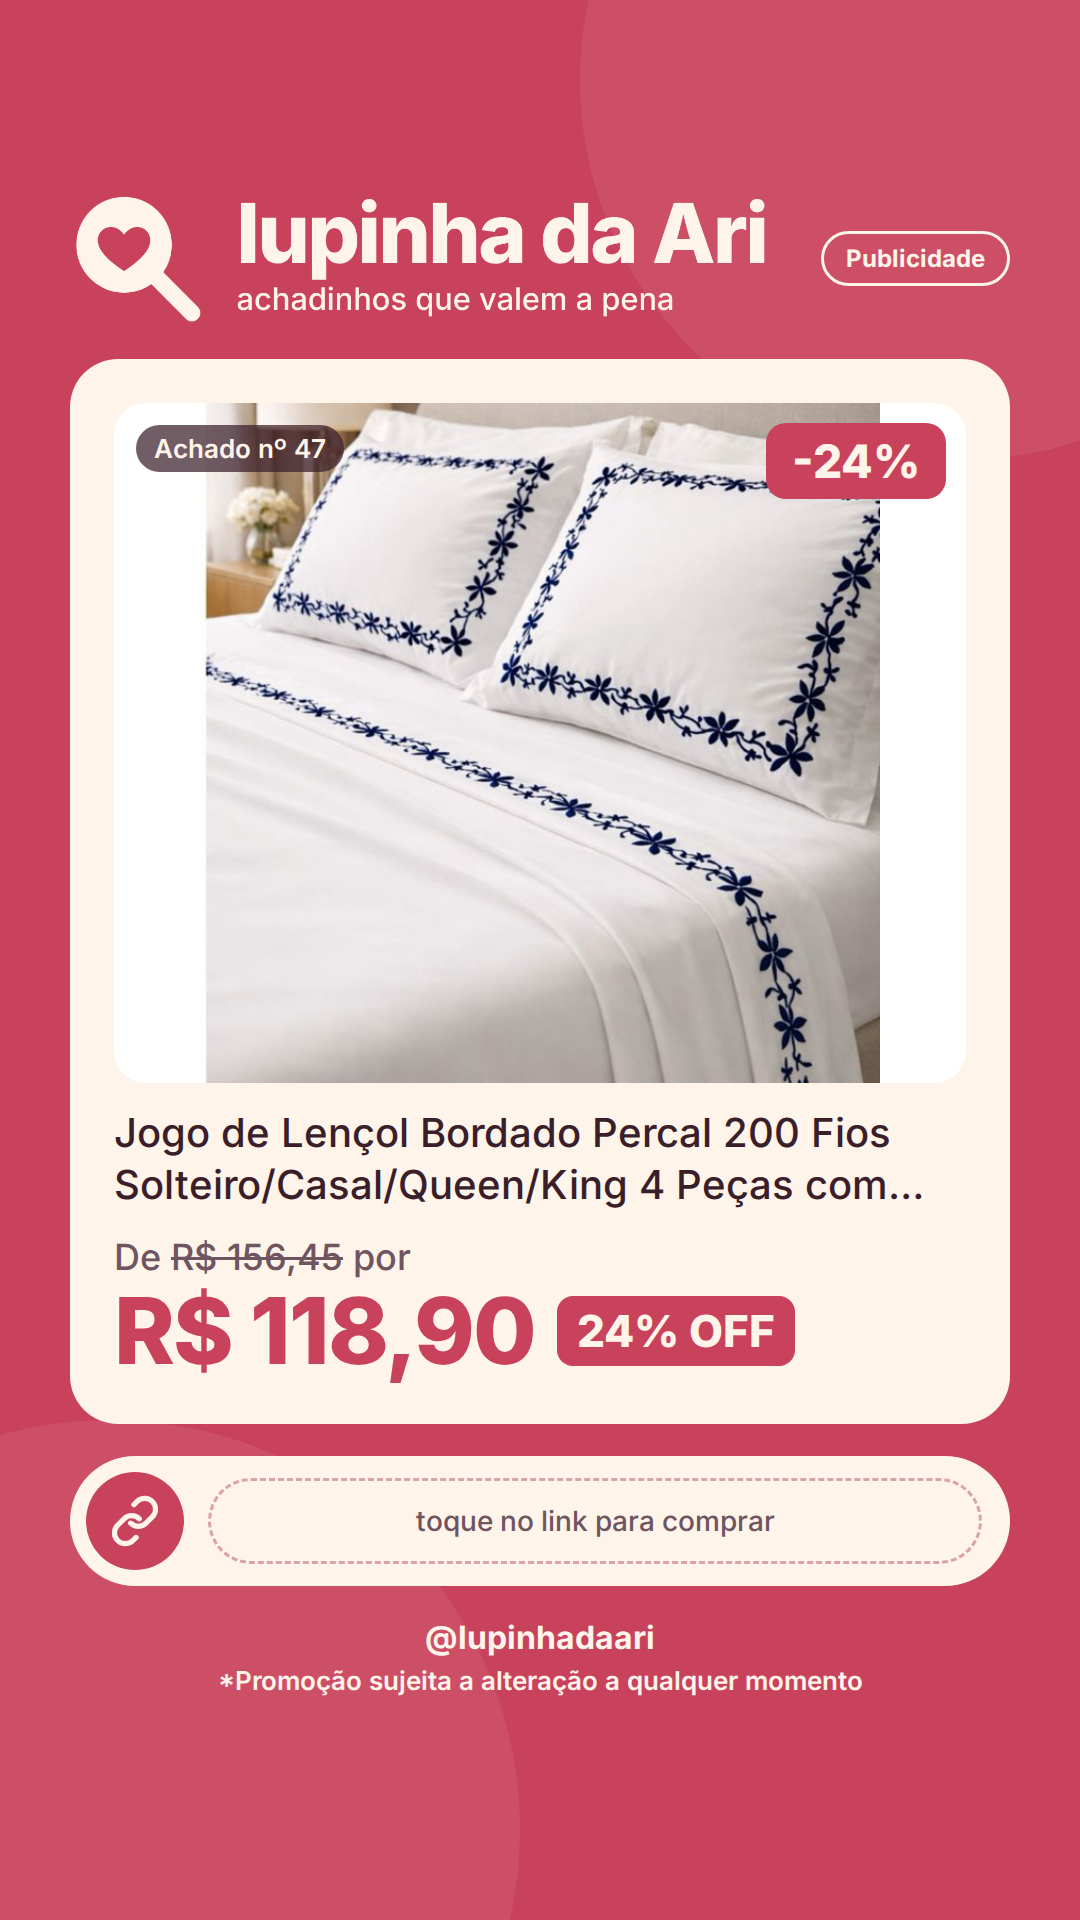 lupinha da Ari
achadinhos que valem a pena
Publicidade
Achado nº 47
-24%
Jogo de Lençol Bordado Percal 200 Fios
Solteiro/Casal/Queen/King 4 Peças com...
De R$ 156,45 por
R$ 118,90
24% OFF
toque no link para comprar
@lupinhadaari
*Promoção sujeita a alteração a qualquer momento